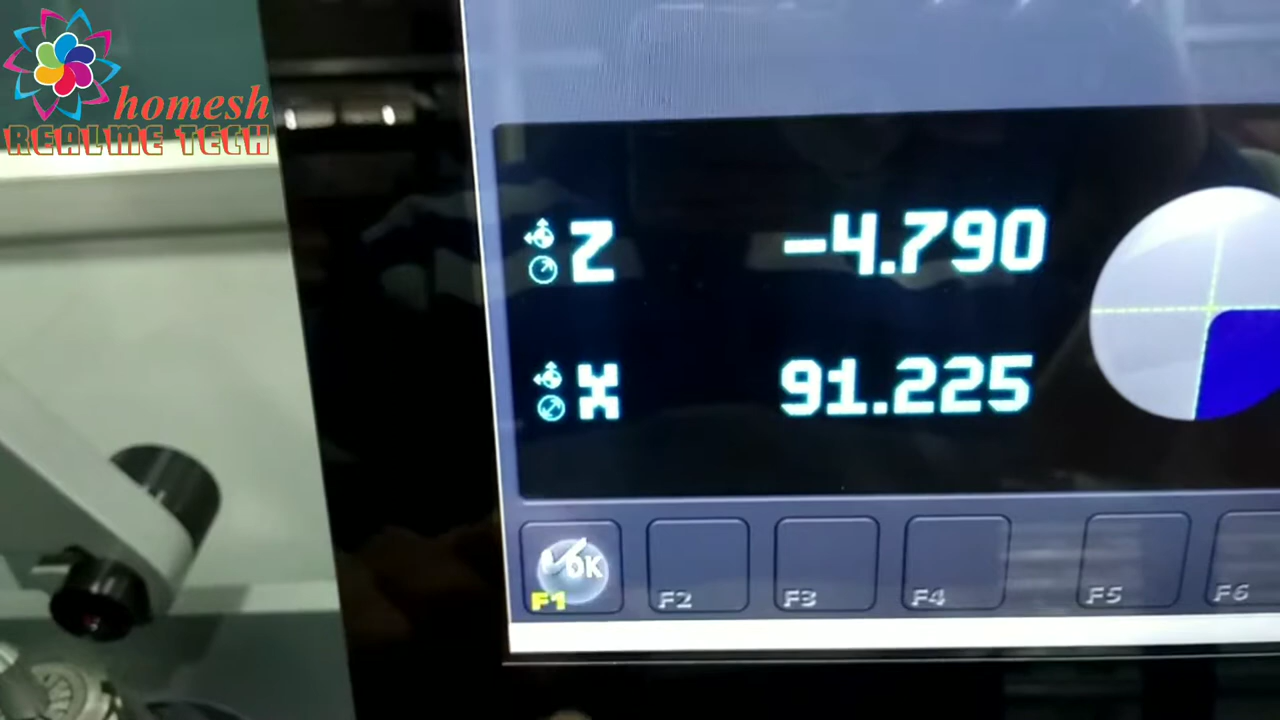 homesh
REALME TECH
Z -4.790
X 91.225
OK
F1 F2 F3 F4 F5 F6